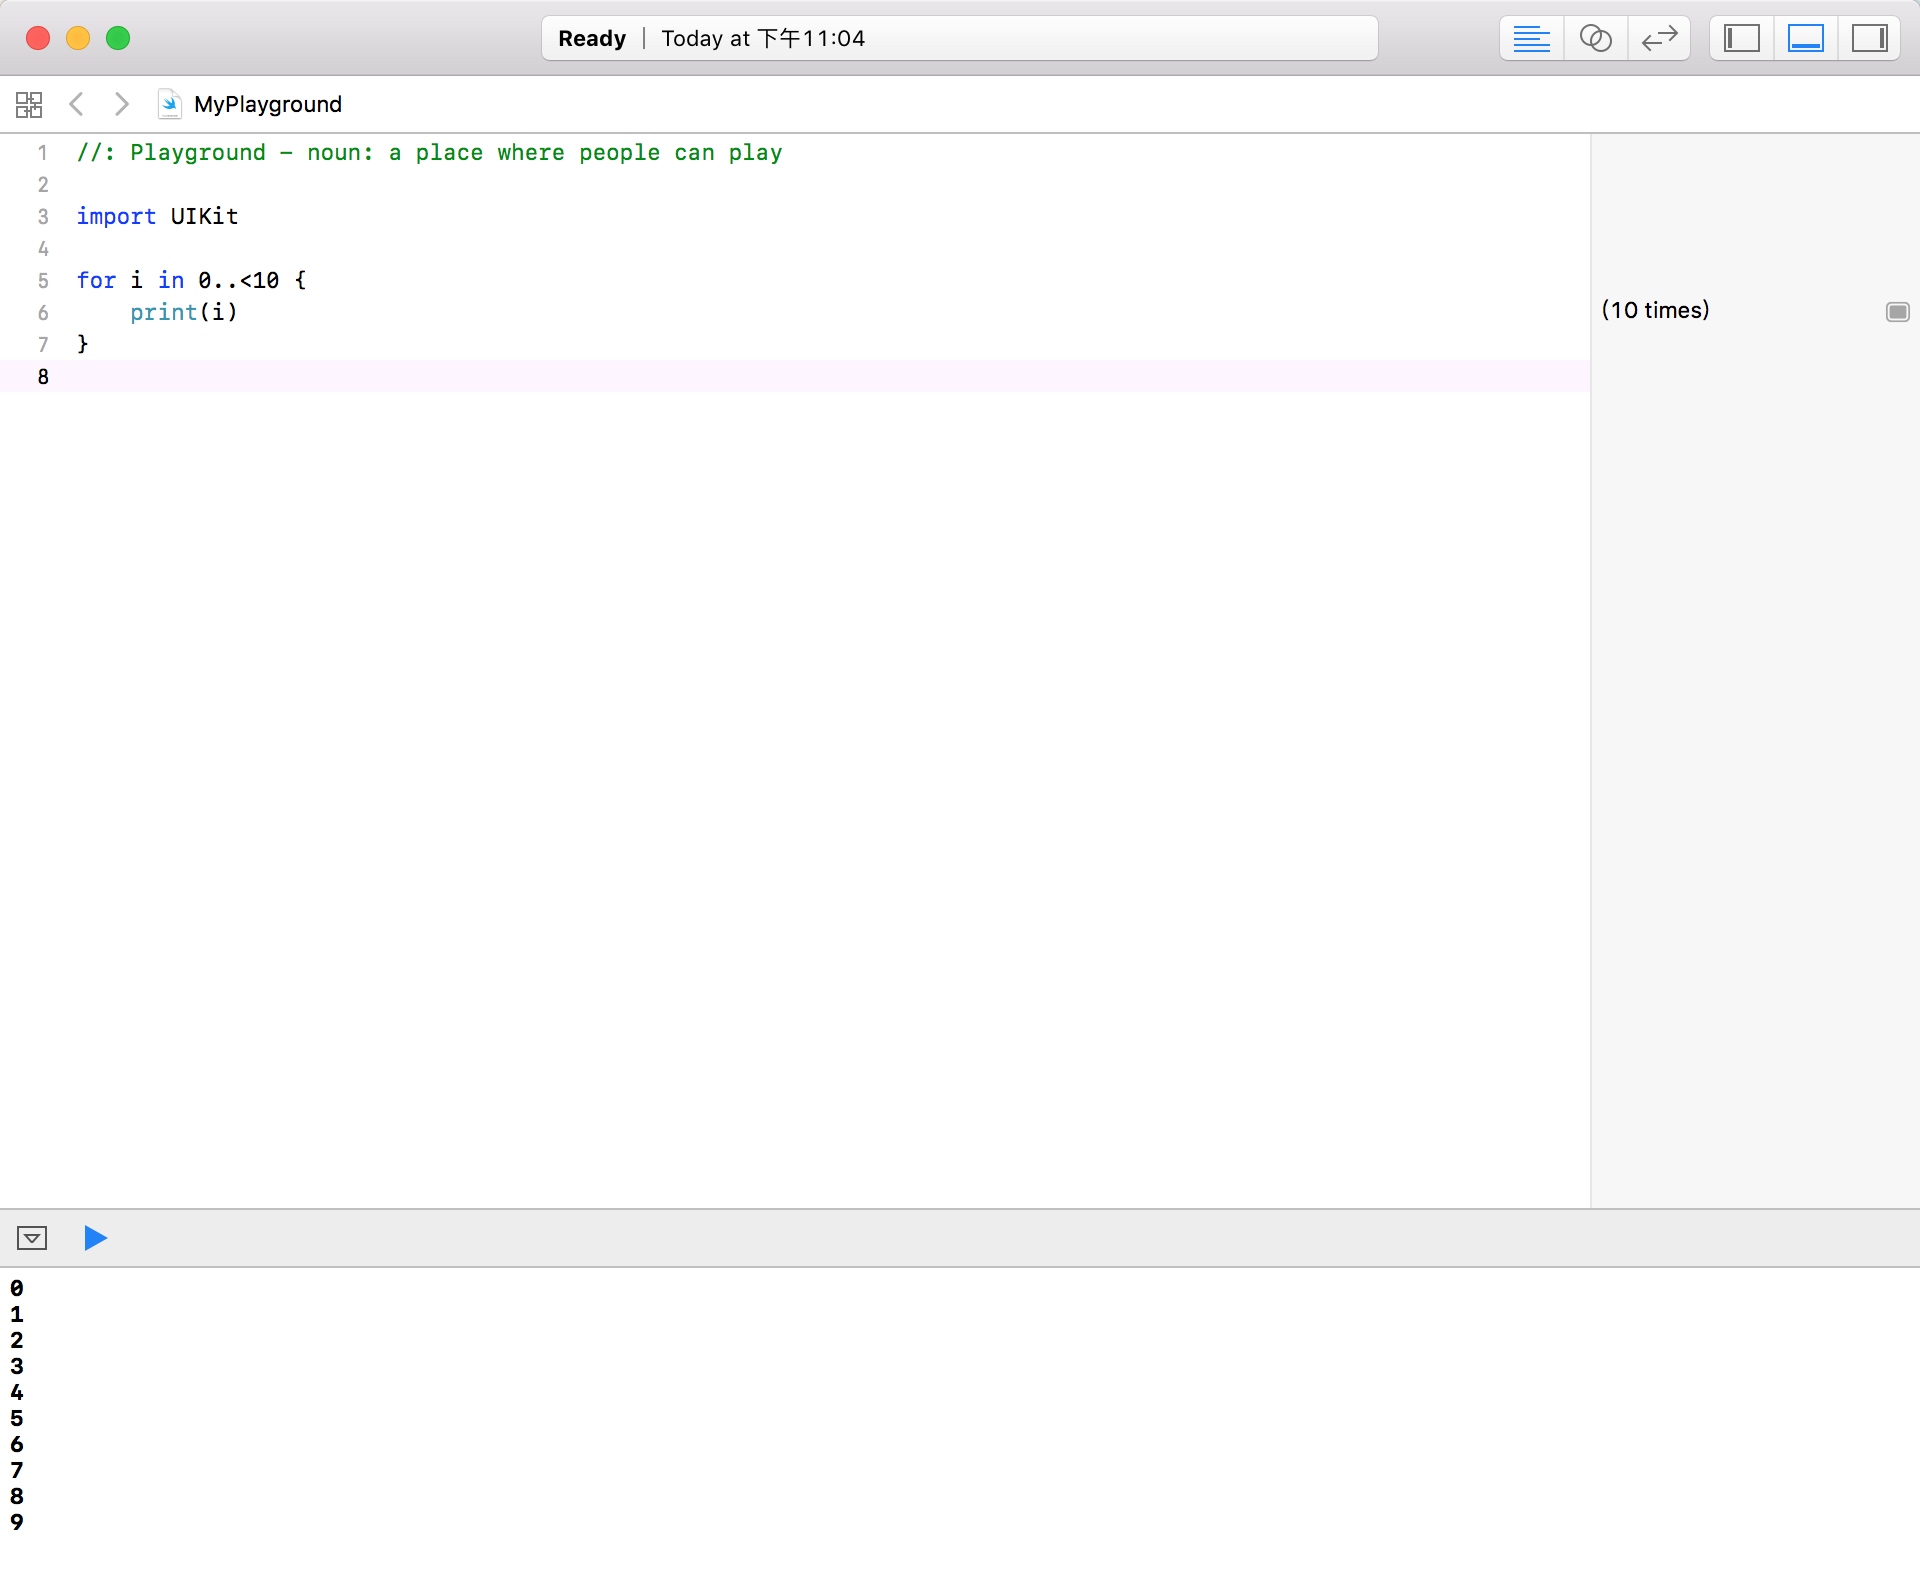 Ready | Today at 下午11:04
MyPlayground
1 //: Playground - noun: a place where people can play
2
3 import UIKit
4
5 for i in 0..<10 {
6     print(i)
(10 times)
7 }
8
0
1
2
3
4
5
6
7
8
9